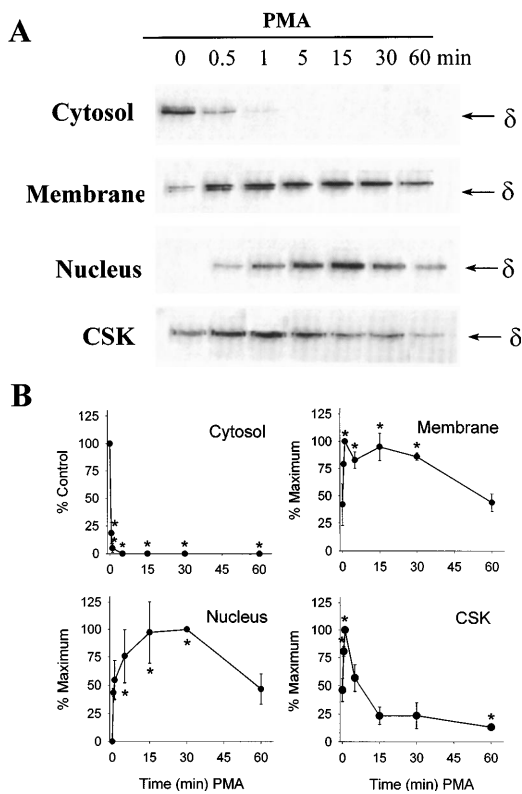 A
PMA
0 0.5 1 5 15 30 60 min
Cytosol δ
Membrane δ
Nucleus δ
CSK δ
B
125
100
75
50
25
0
% Control
Cytosol
* * * * * *
0 15 30 45 60
125
100
75
50
25
0
% Maximum
Membrane
* * * *
0 15 30 45 60
125
100
75
50
25
0
% Maximum
Nucleus
* * *
0 15 30 45 60
Time (min) PMA
125
100
75
50
25
0
% Maximum
CSK
* * *
0 15 30 45 60
Time (min) PMA